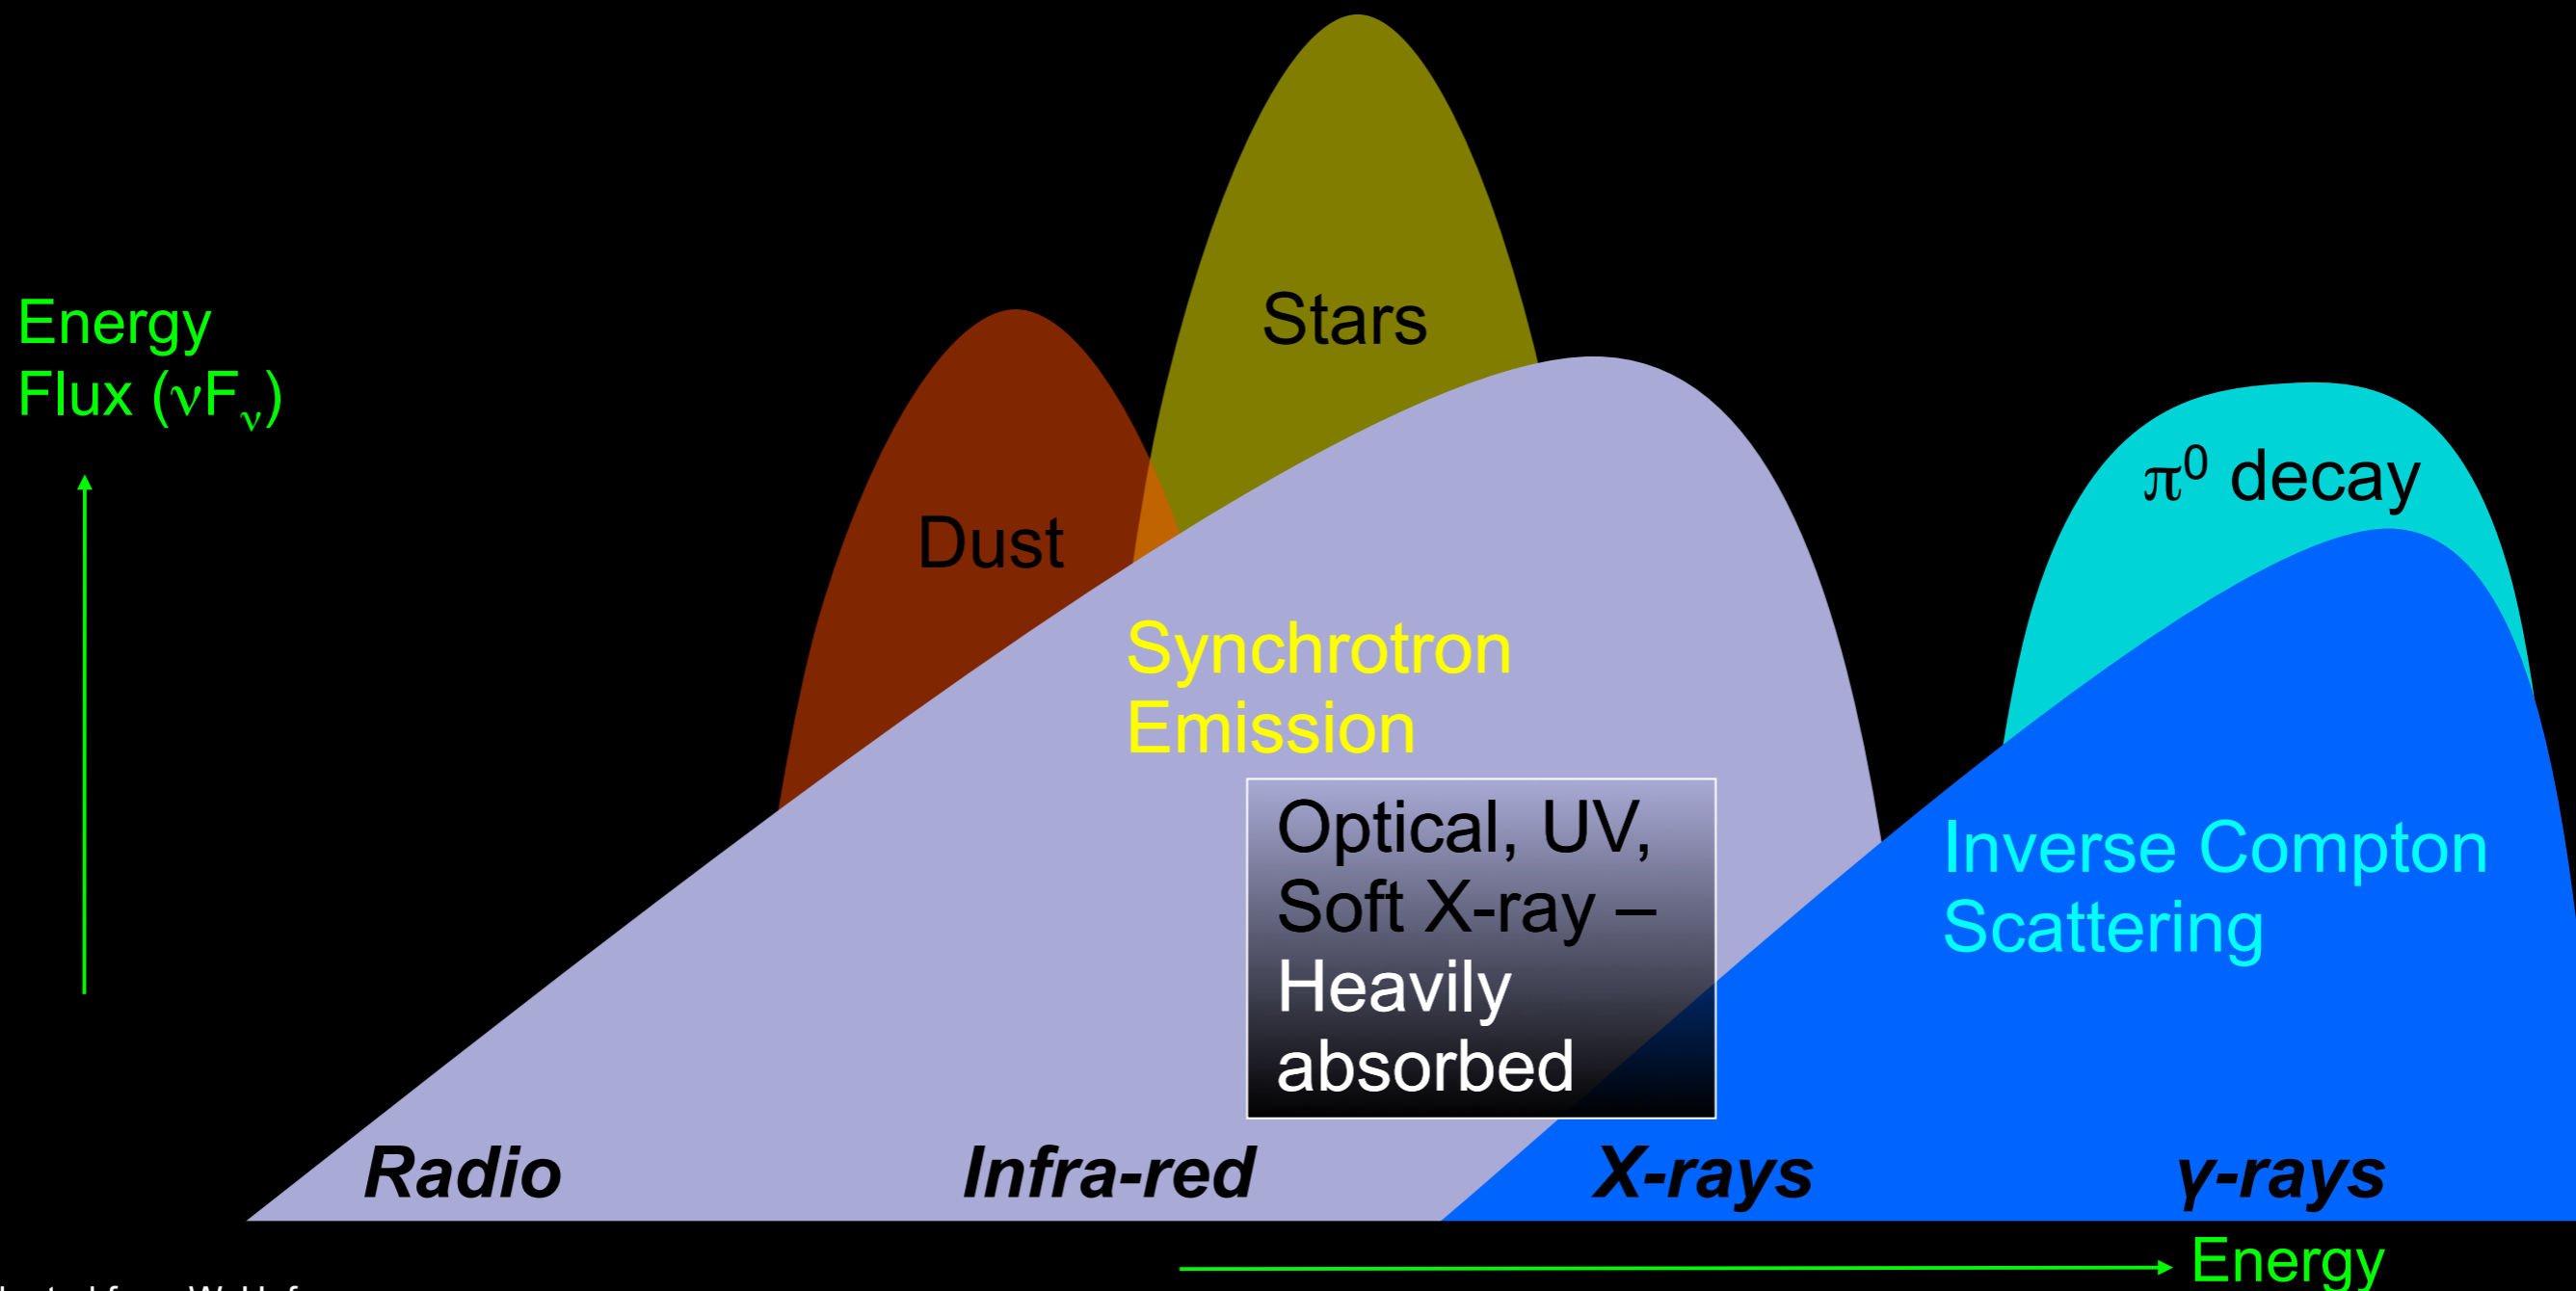 Stars
Energy
Flux (νFν)
π⁰ decay
Dust
Synchrotron
Emission
Optical, UV,
Soft X-ray –
Heavily
absorbed
Inverse Compton
Scattering
Radio Infra-red X-rays γ-rays
Energy